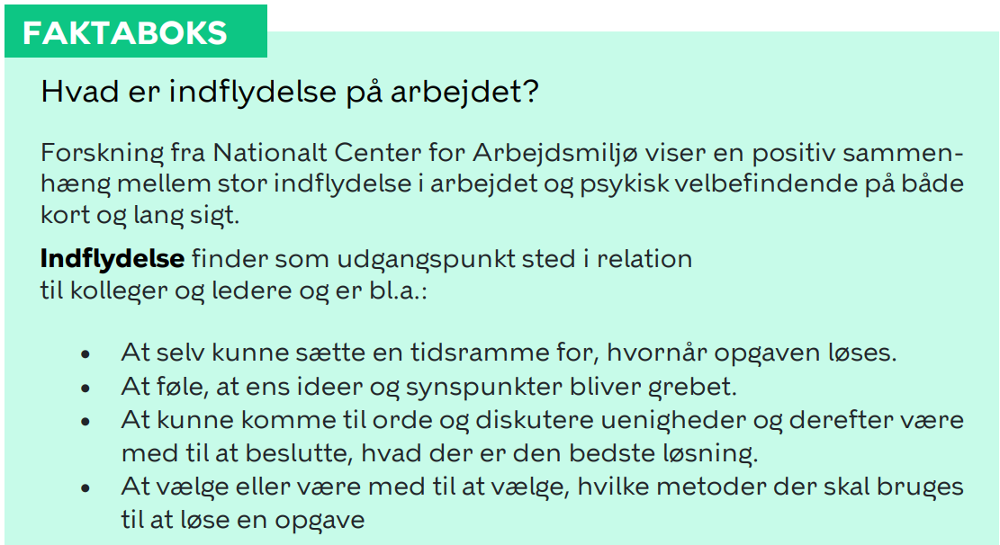 FAKTABOKS
Hvad er indflydelse på arbejdet?
Forskning fra Nationalt Center for Arbejdsmiljø viser en positiv sammen-
hæng mellem stor indflydelse i arbejdet og psykisk velbefindende på både
kort og lang sigt.
Indflydelse finder som udgangspunkt sted i relation
til kolleger og ledere og er bl.a.:
• At selv kunne sætte en tidsramme for, hvornår opgaven løses.
• At føle, at ens ideer og synspunkter bliver grebet.
• At kunne komme til orde og diskutere uenigheder og derefter være
med til at beslutte, hvad der er den bedste løsning.
• At vælge eller være med til at vælge, hvilke metoder der skal bruges
til at løse en opgave